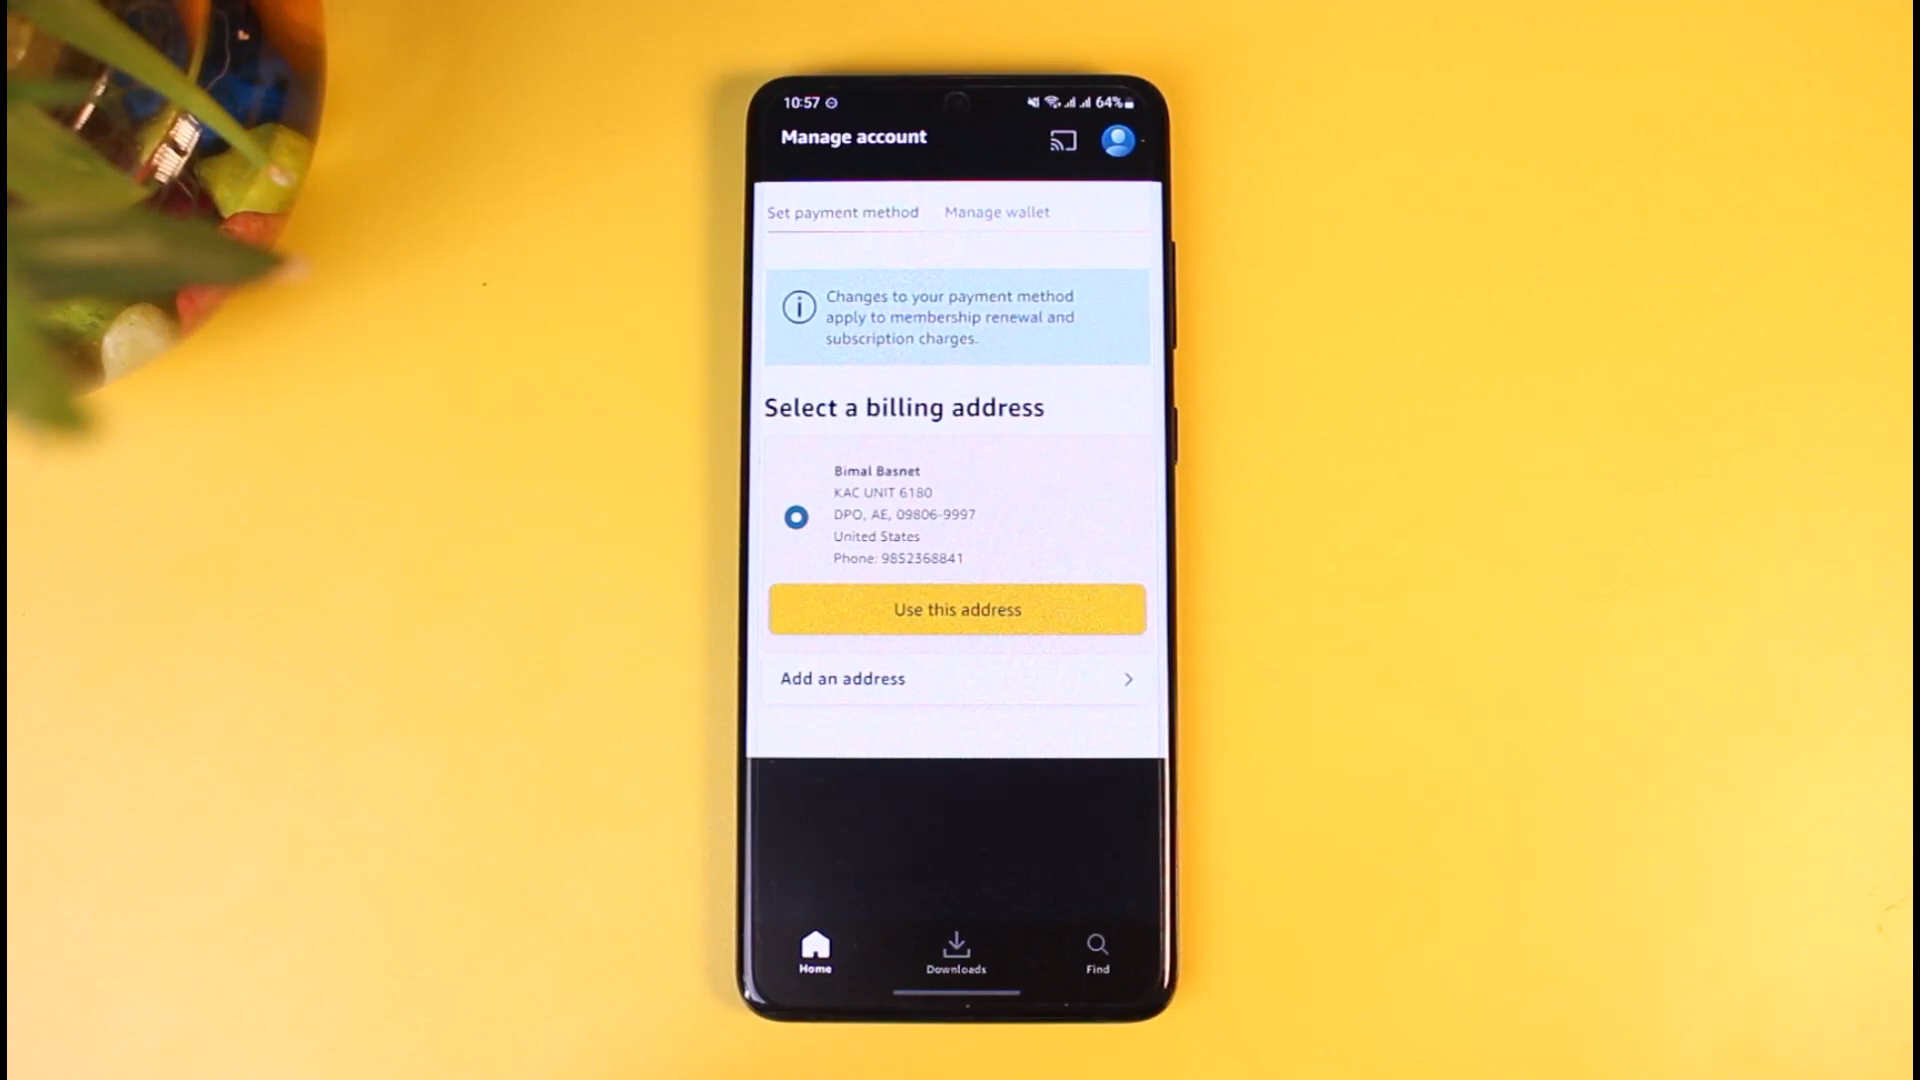 10:57
64%
Manage account
Set payment method Manage wallet
Changes to your payment method
apply to membership renewal and
subscription charges.
Select a billing address
Bimal Basnet
KAC UNIT 6180
DPO, AE, 09806-9997
United States
Phone: 9852368841
Use this address
Add an address
Home Downloads Find